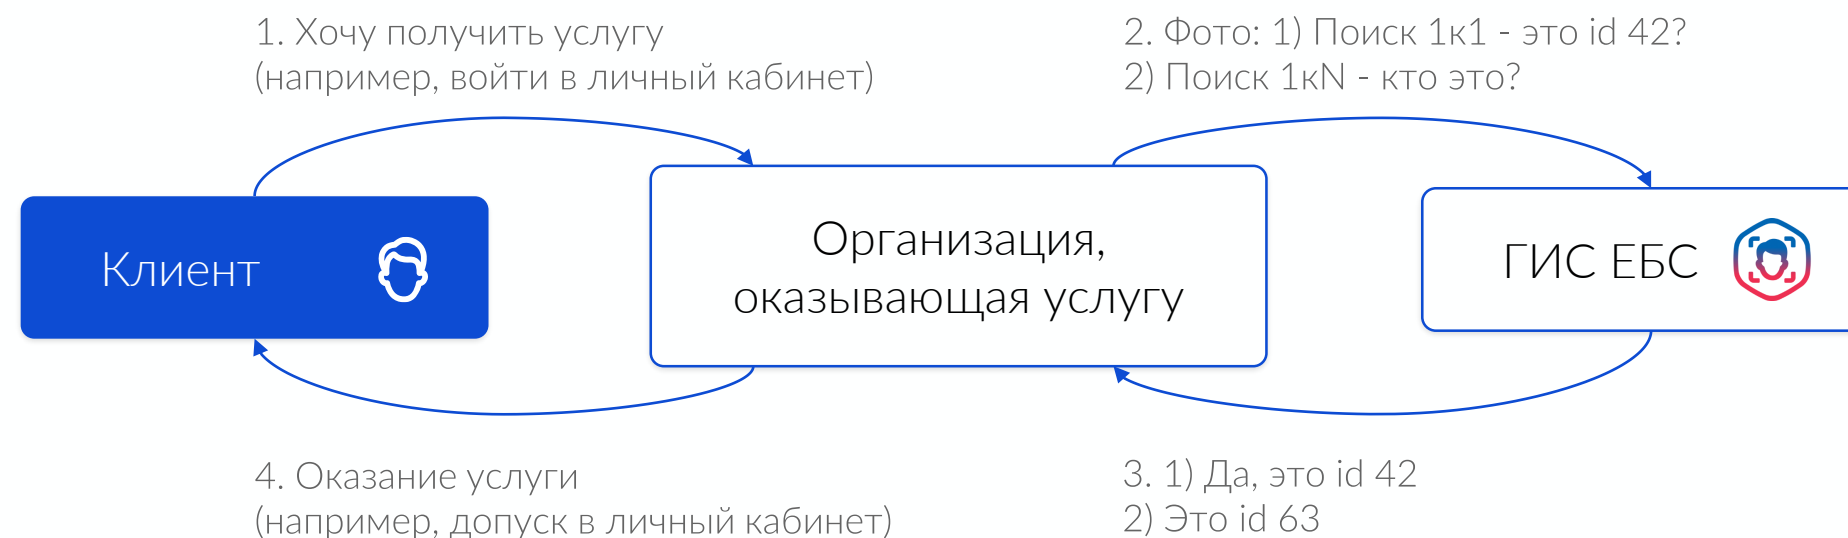 1. Хочу получить услугу
(например, войти в личный кабинет)
2. Фото: 1) Поиск 1к1 - это id 42?
2) Поиск 1кN - кто это?
Клиент
Организация,
оказывающая услугу
ГИС ЕБС
4. Оказание услуги
(например, допуск в личный кабинет)
3. 1) Да, это id 42
2) Это id 63